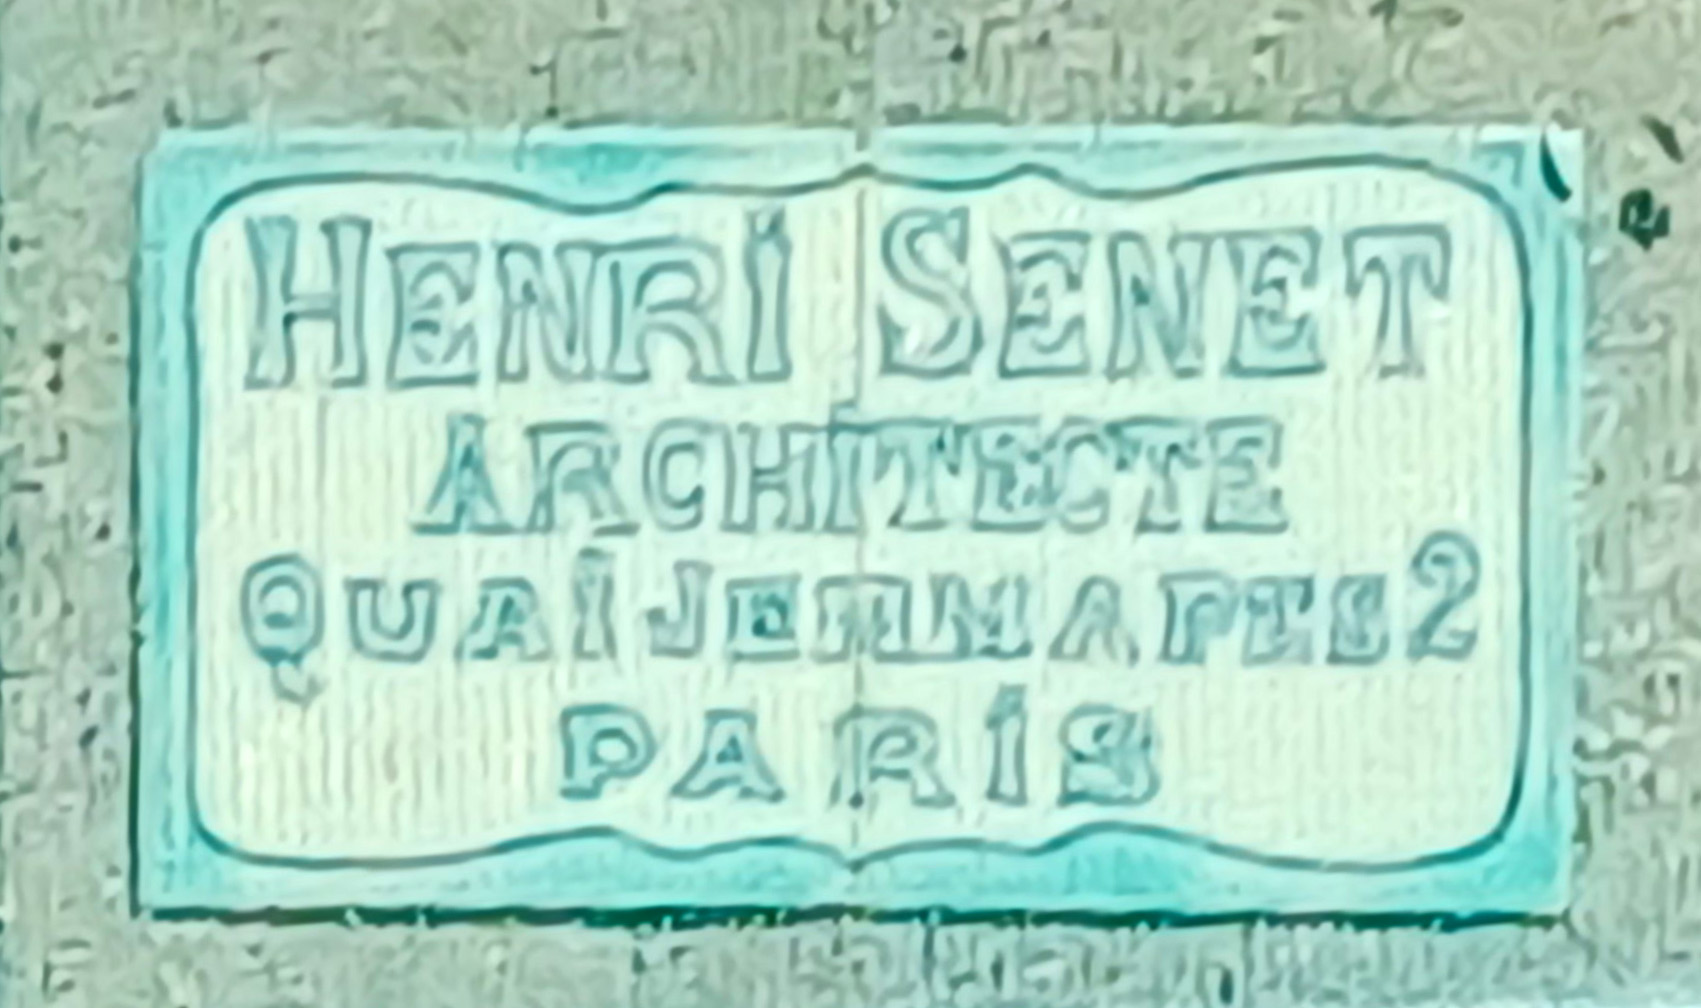 HENRI SENET
ARCHITECTE
QUAI JEMMAPES 2
PARIS